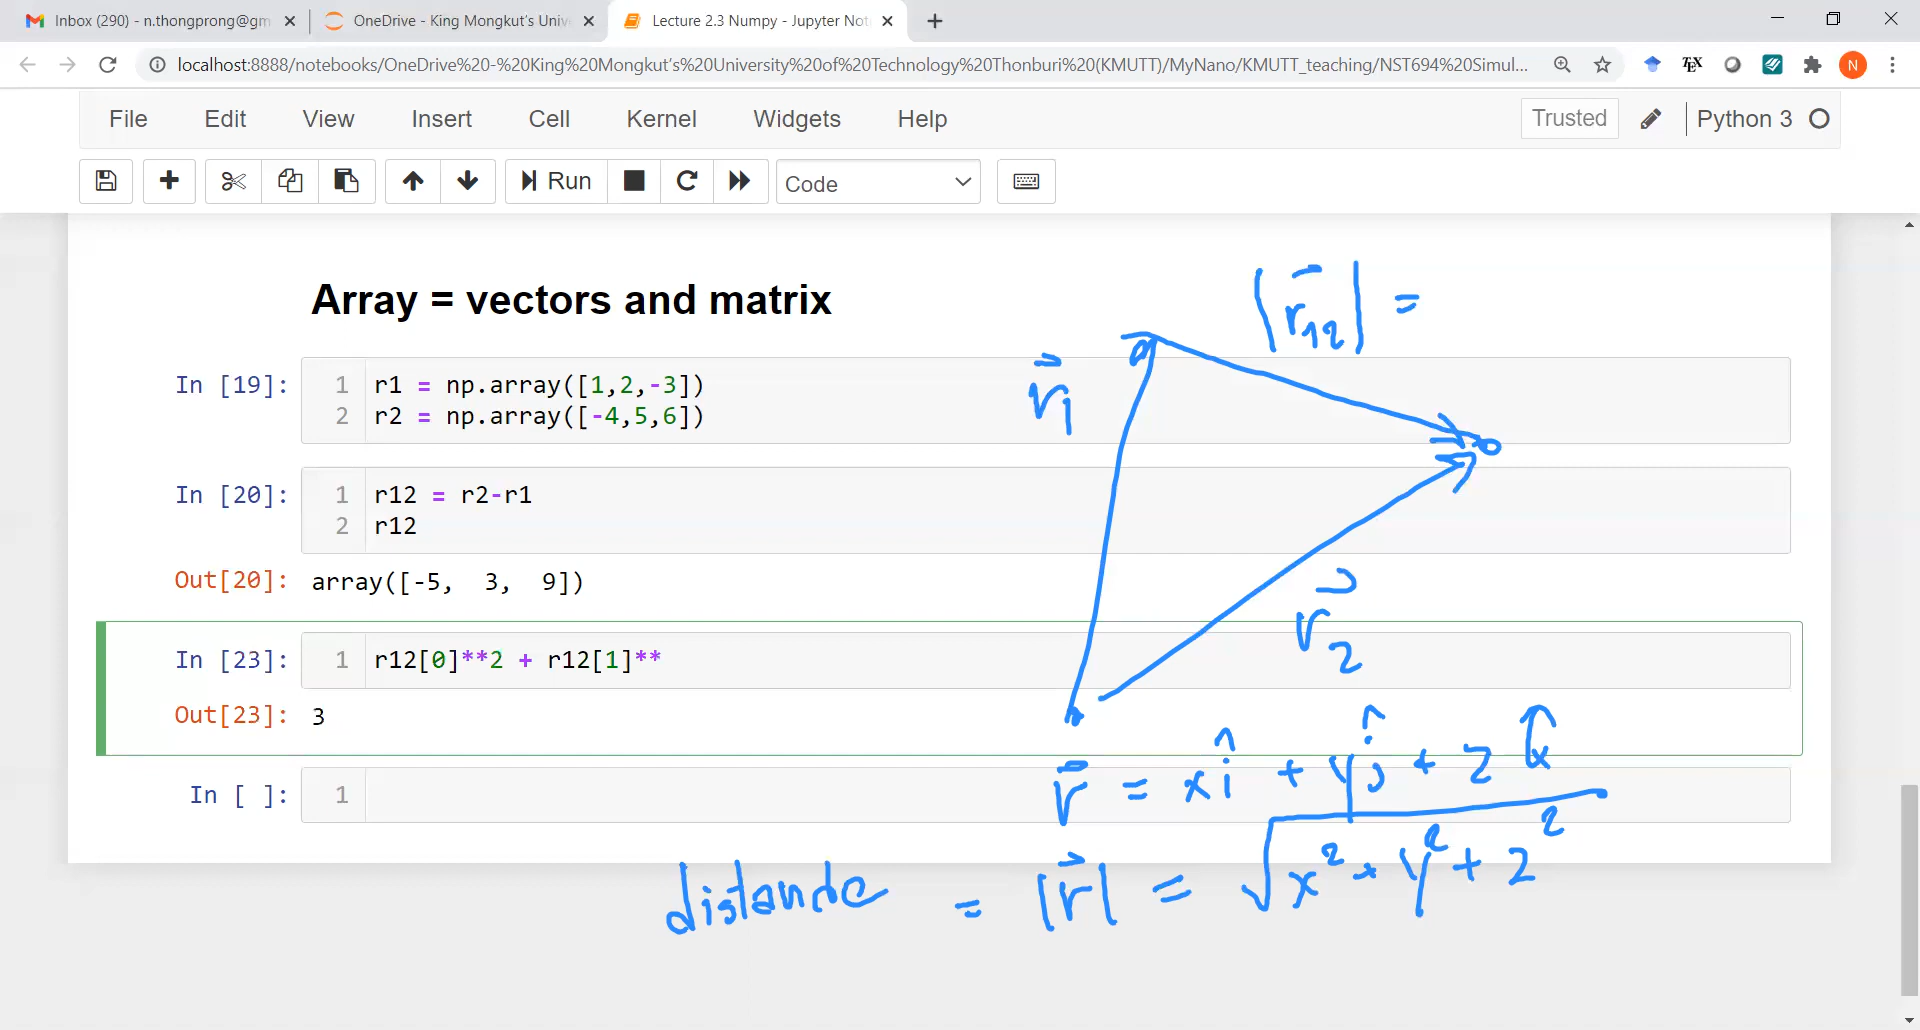 Inbox (290) - n.thongprong@gm
OneDrive - King Mongkut's Univ
Lecture 2.3 Numpy - Jupyter Not
localhost:8888/notebooks/OneDrive%20-%20King%20Mongkut's%20University%20of%20Technology%20Thonburi%20(KMUTT)/MyNano/KMUTT_teaching/NST694%20Simul...
TEX
N
File Edit View Insert Cell Kernel Widgets Help Trusted Python 3
Run Code
Array = vectors and matrix
|r₁₂| =
In [19]: 1 r1 = np.array([1,2,-3])
2 r2 = np.array([-4,5,6])
r₁
In [20]: 1 r12 = r2-r1
2 r12
Out[20]: array([-5, 3, 9])
r₂
In [23]: 1 r12[0]**2 + r12[1]**
Out[23]: 3
r = xî + yĵ + z k̂
In [ ]: 1
distance = |r| = √x² + y² + z²